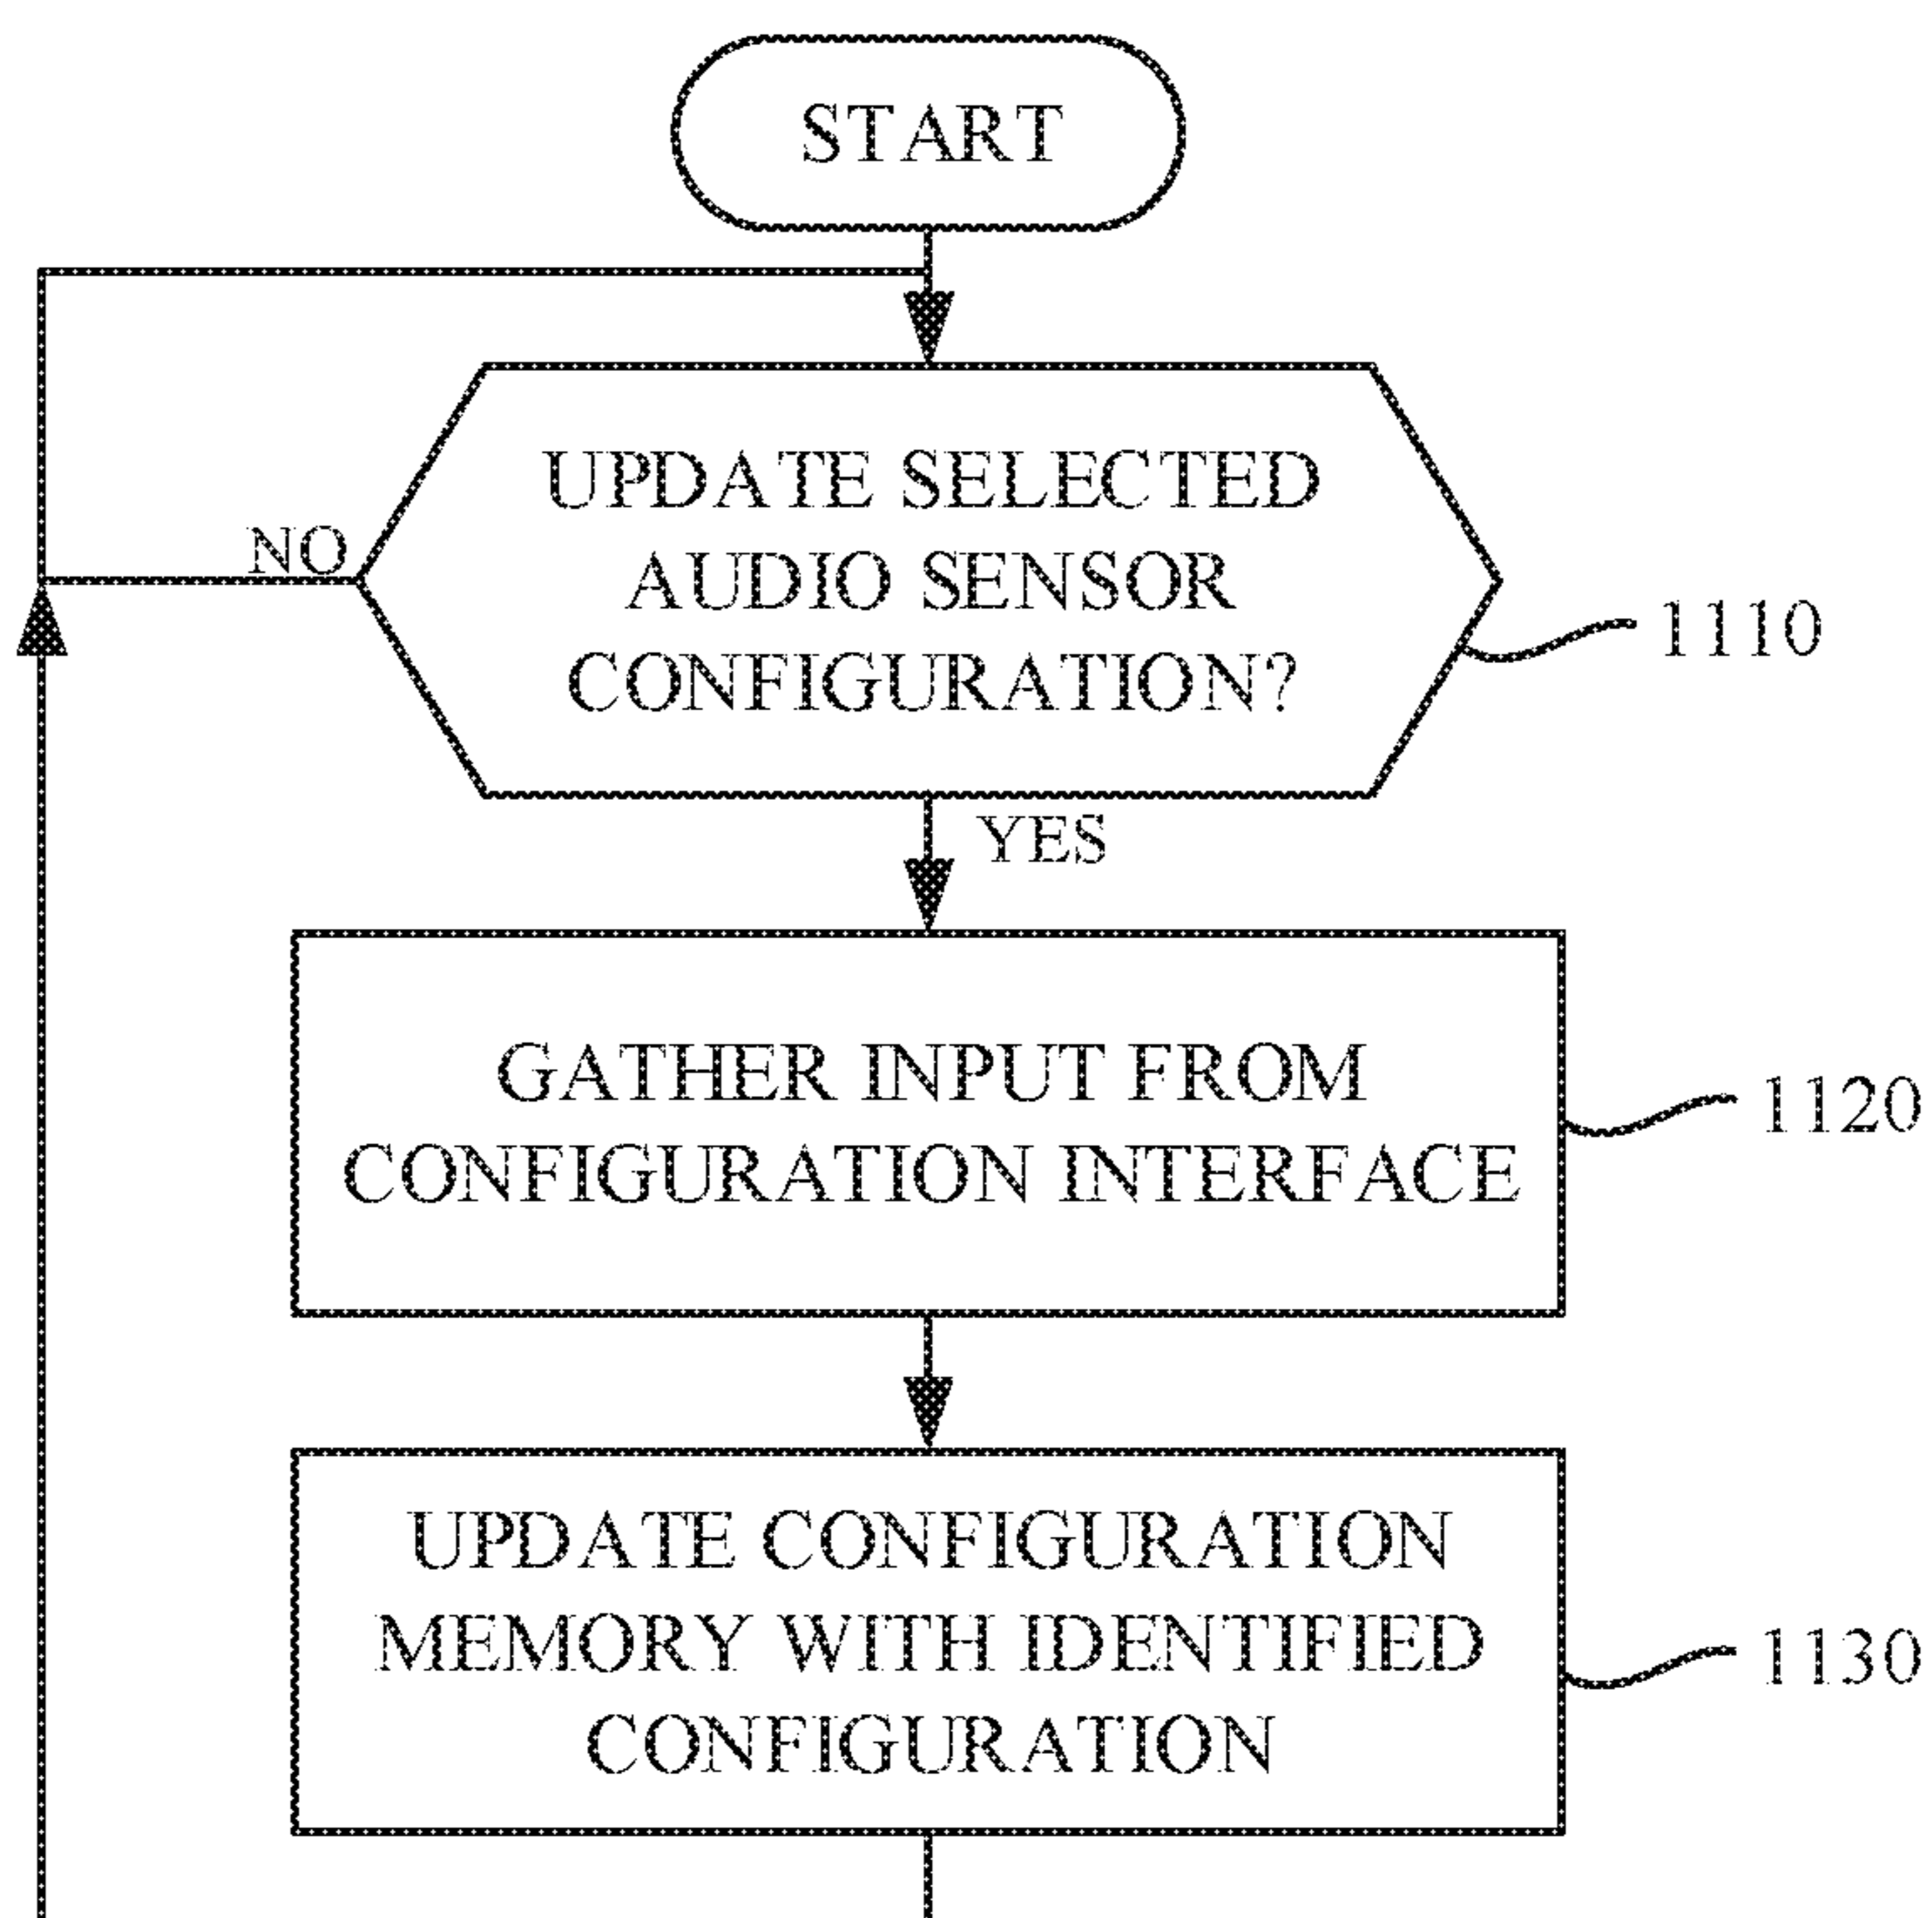 START
UPDATE SELECTED
AUDIO SENSOR
CONFIGURATION?
NO
1110
YES
GATHER INPUT FROM
CONFIGURATION INTERFACE
1120
UPDATE CONFIGURATION
MEMORY WITH IDENTIFIED
CONFIGURATION
1130